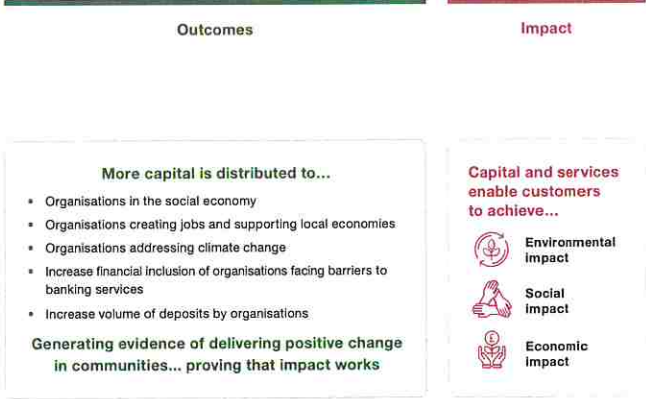 Outcomes
Impact
More capital is distributed to...
• Organisations in the social economy
• Organisations creating jobs and supporting local economies
• Organisations addressing climate change
• Increase financial inclusion of organisations facing barriers to
banking services
• Increase volume of deposits by organisations
Generating evidence of delivering positive change
in communities... proving that impact works
Capital and services
enable customers
to achieve...
Environmental
impact
Social
impact
£
Economic
impact